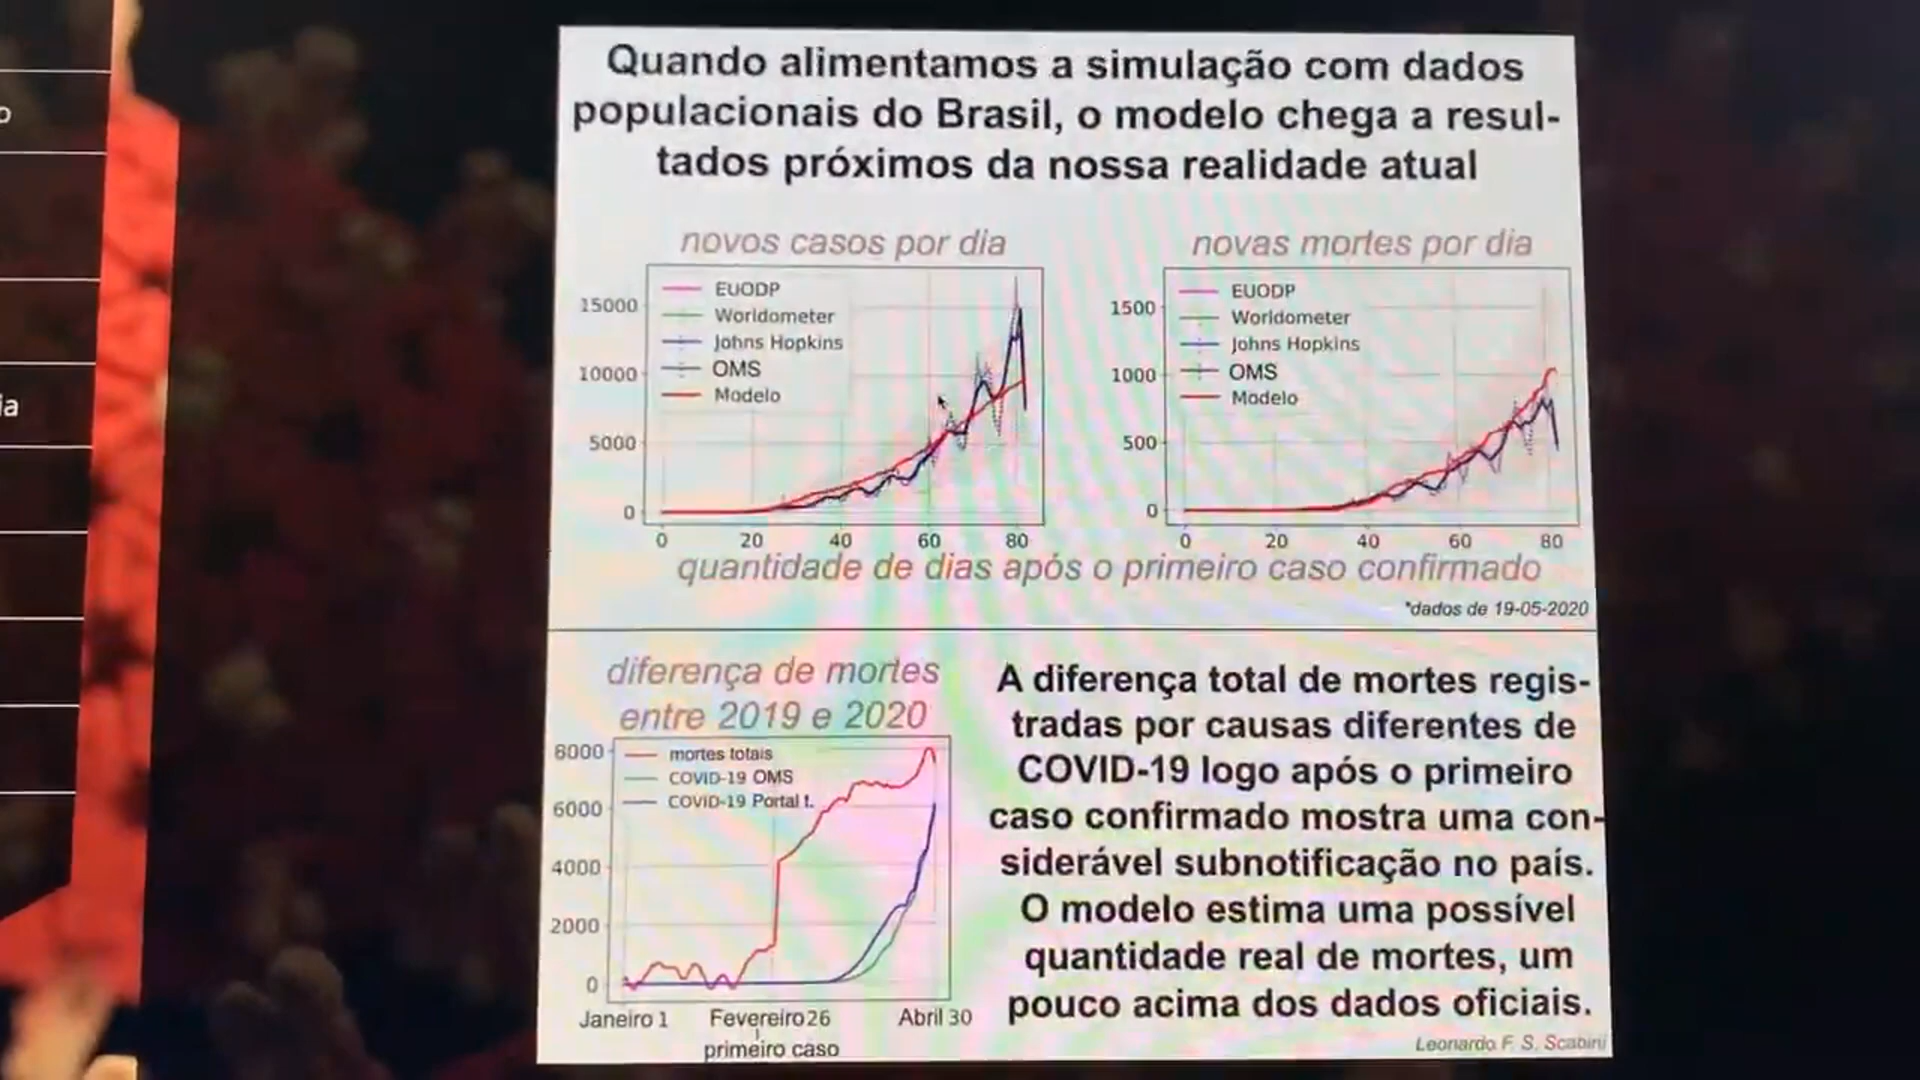 o
ia
Quando alimentamos a simulação com dados
populacionais do Brasil, o modelo chega a resul-
tados próximos da nossa realidade atual
novos casos por dia
EUODP
Worldometer
Johns Hopkins
OMS
Modelo
15000
10000
5000
0
0 20 40 60 80
novas mortes por dia
EUODP
Worldometer
Johns Hopkins
OMS
Modelo
1500
1000
500
0
0 20 40 60 80
quantidade de dias após o primeiro caso confirmado
*dados de 19-05-2020
diferença de mortes
entre 2019 e 2020
mortes totais
COVID-19 OMS
COVID-19 Portal t.
8000
6000
4000
2000
0
Janeiro 1 Fevereiro 26 Abril 30
primeiro caso
A diferença total de mortes regis-
tradas por causas diferentes de
COVID-19 logo após o primeiro
caso confirmado mostra uma con-
siderável subnotificação no país.
O modelo estima uma possível
quantidade real de mortes, um
pouco acima dos dados oficiais.
Leonardo F. S. Scabini